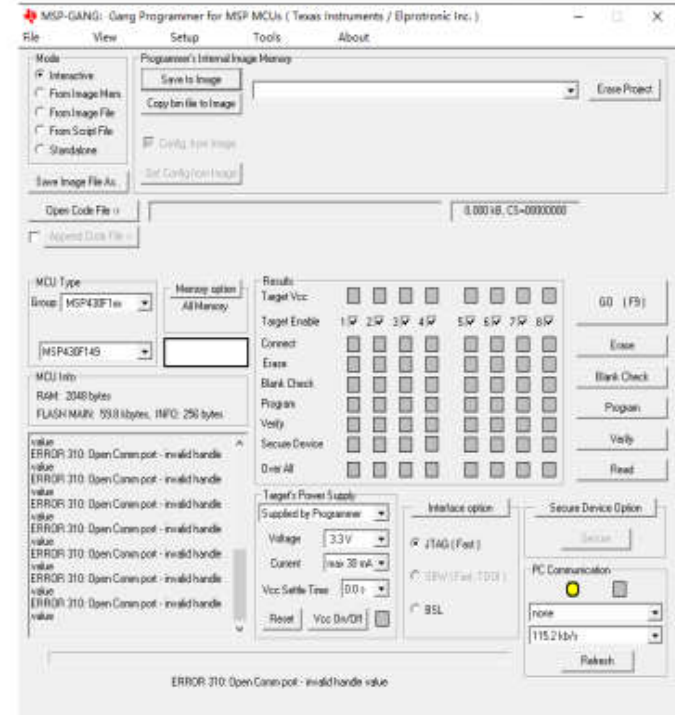 MSP-GANG: Gang Programmer for MSP MCUs ( Texas Instruments / Elprotronic Inc. )
File View Setup Tools About
Mode
Interactive
From Image Mem.
From Image File
From Script File
Standalone
Save Image File As.
Programmer's Internal Image Memory
Save to Image
Copy bin file to Image
Erase Project
Config. from Image
Get Config from Image
Open Code File ->
0.000 kB, CS=00000000
Append Code File ->
MCU Type
Group: MSP430F1xx
MSP430F149
Memory option
All Memory
MCU Info
RAM: 2048 bytes
FLASH MAIN: 59.8 kbytes, INFO: 256 bytes
value
ERROR 310: Open Comm port - invalid handle
value
ERROR 310: Open Comm port - invalid handle
value
ERROR 310: Open Comm port - invalid handle
value
ERROR 310: Open Comm port - invalid handle
value
ERROR 310: Open Comm port - invalid handle
value
ERROR 310: Open Comm port - invalid handle
value
ERROR 310: Open Comm port - invalid handle
value
Results
Target Vcc
Target Enable 1 2 3 4 5 6 7 8
Connect
Erase
Blank Check
Program
Verify
Secure Device
Over All
GO (F9)
Erase
Blank Check
Program
Verify
Read
Target's Power Supply
Supplied by Programmer
Voltage 3.3 V
Current max 30 mA
Vcc Settle Time 0.0 s
Reset Vcc On/Off
Interface option
JTAG ( Fast )
SBW (Fast, TDOI )
BSL
Secure Device Option
Secure
PC Communication
none
115.2 kb/s
Refresh
ERROR 310: Open Comm port - invalid handle value